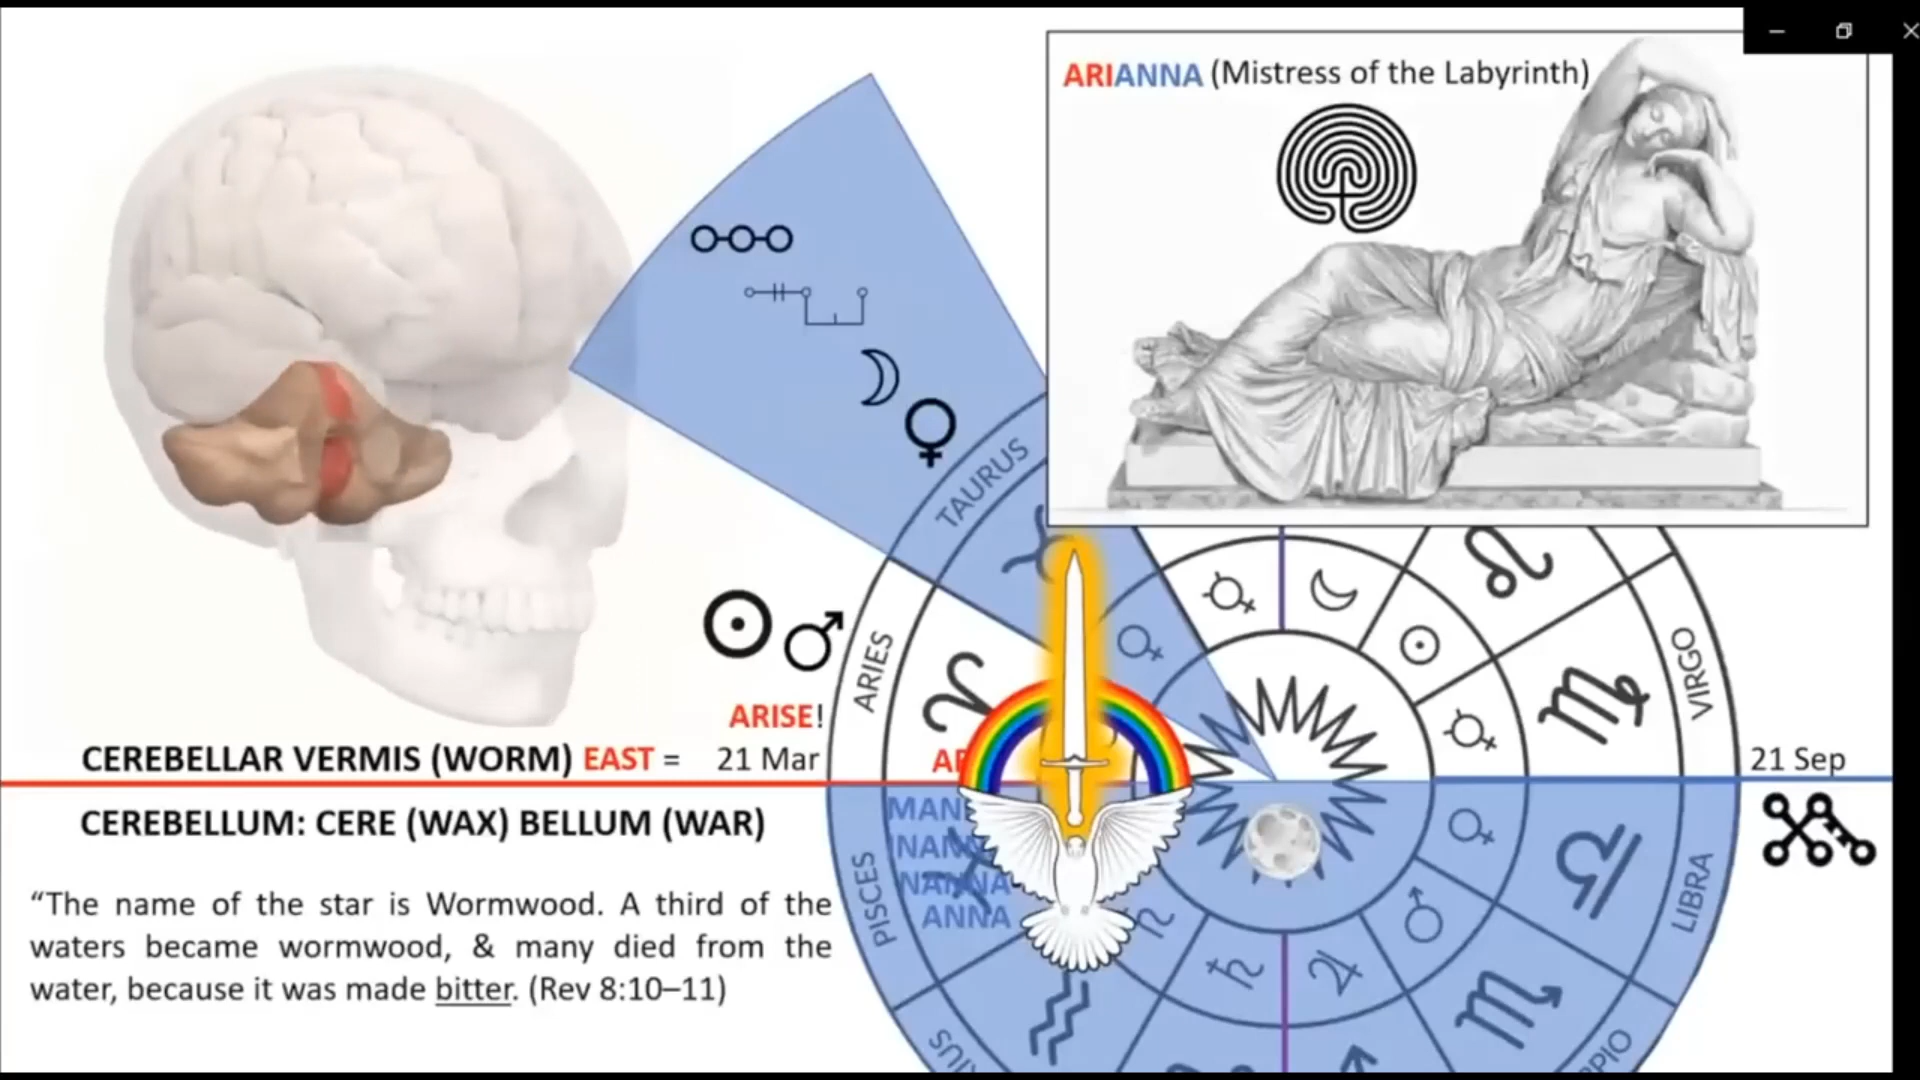 ARIANNA (Mistress of the Labyrinth)
TAURUS
ARIES
VIRGO
ARISE!
CEREBELLAR VERMIS (WORM) EAST = 21 Mar
21 Sep
CEREBELLUM: CERE (WAX) BELLUM (WAR)
NANNA
ANNA
PISCES
LIBRA
“The name of the star is Wormwood. A third of the
waters became wormwood, & many died from the
water, because it was made bitter. (Rev 8:10–11)